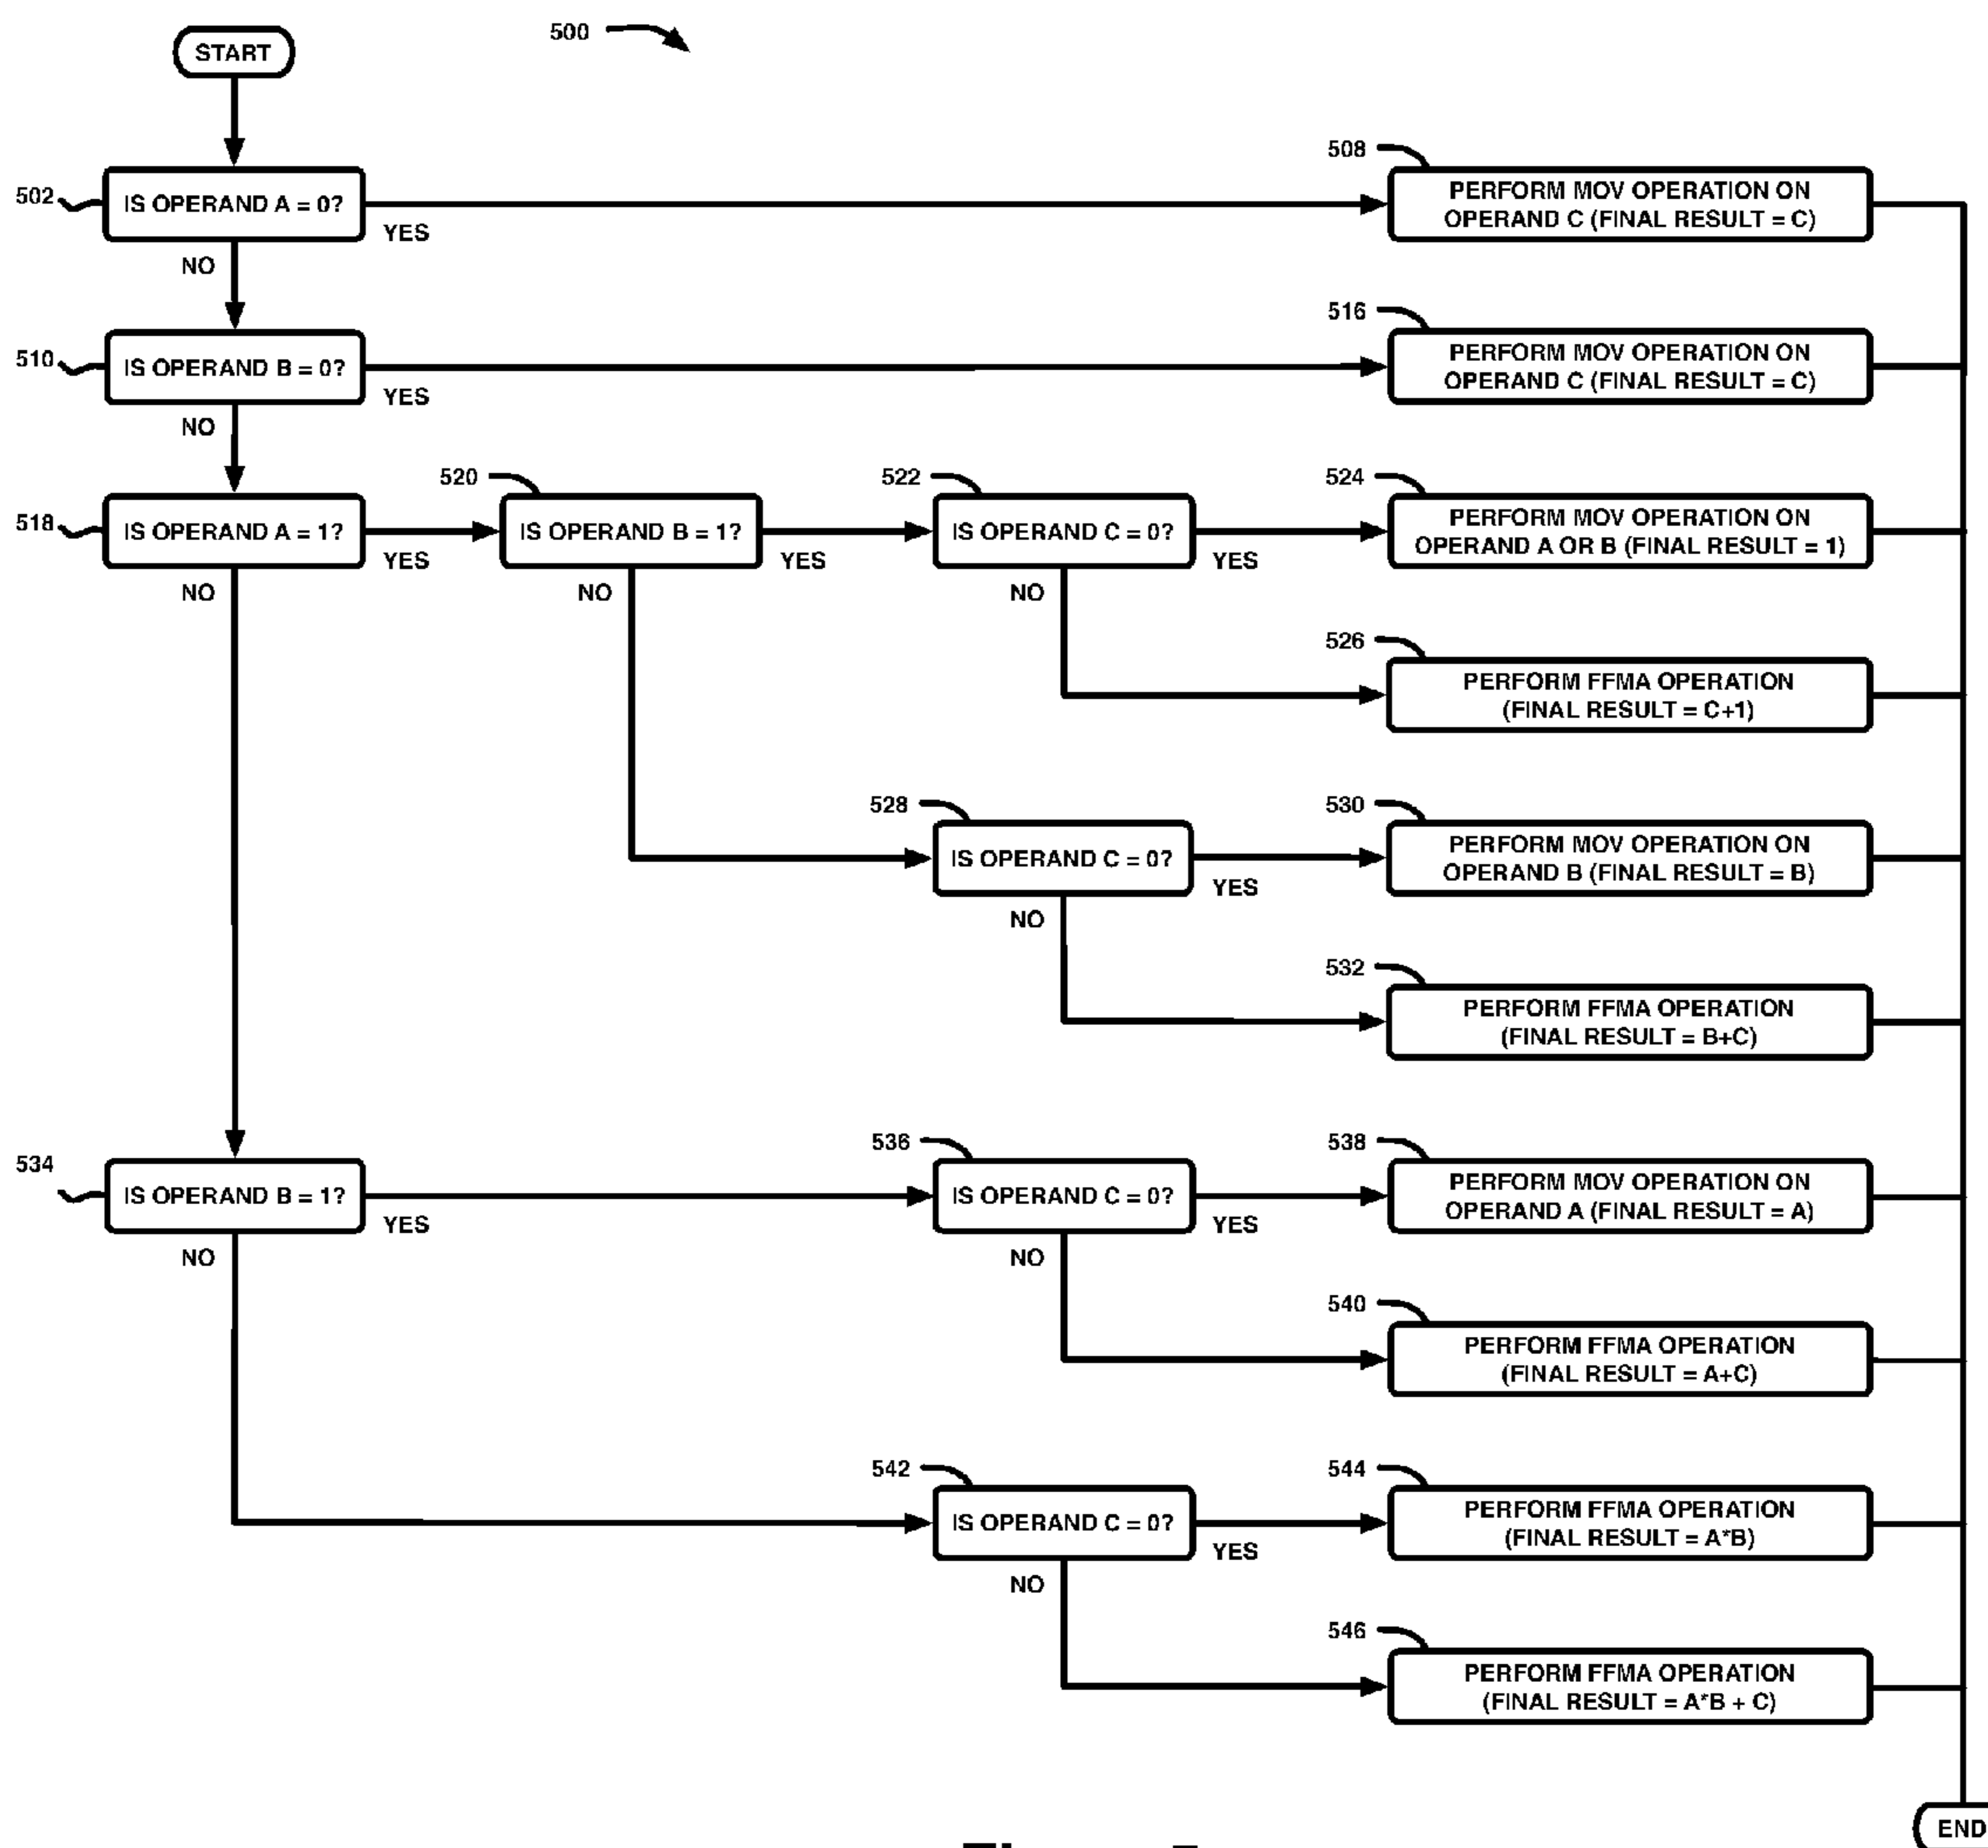 500
START
502
IS OPERAND A = 0?
YES
NO
508
PERFORM MOV OPERATION ON
OPERAND C (FINAL RESULT = C)
510
IS OPERAND B = 0?
YES
NO
516
PERFORM MOV OPERATION ON
OPERAND C (FINAL RESULT = C)
518
IS OPERAND A = 1?
YES
NO
520
IS OPERAND B = 1?
YES
NO
522
IS OPERAND C = 0?
YES
NO
524
PERFORM MOV OPERATION ON
OPERAND A OR B (FINAL RESULT = 1)
526
PERFORM FFMA OPERATION
(FINAL RESULT = C+1)
528
IS OPERAND C = 0?
YES
NO
530
PERFORM MOV OPERATION ON
OPERAND B (FINAL RESULT = B)
532
PERFORM FFMA OPERATION
(FINAL RESULT = B+C)
534
IS OPERAND B = 1?
YES
NO
536
IS OPERAND C = 0?
YES
NO
538
PERFORM MOV OPERATION ON
OPERAND A (FINAL RESULT = A)
540
PERFORM FFMA OPERATION
(FINAL RESULT = A+C)
542
IS OPERAND C = 0?
YES
NO
544
PERFORM FFMA OPERATION
(FINAL RESULT = A*B)
546
PERFORM FFMA OPERATION
(FINAL RESULT = A*B + C)
END